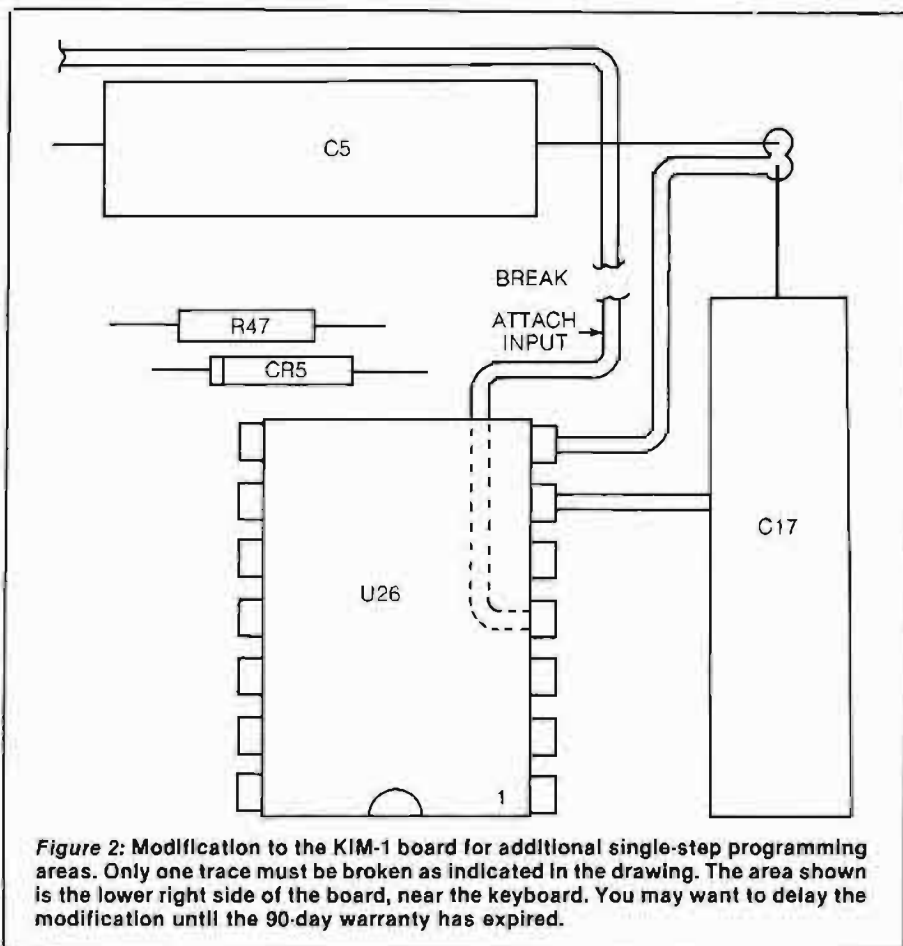 C5
BREAK
ATTACH
INPUT
R47
CR5
C17
U26
1
Figure 2: Modification to the KIM-1 board for additional single-step programming
areas. Only one trace must be broken as indicated in the drawing. The area shown
is the lower right side of the board, near the keyboard. You may want to delay the
modification until the 90-day warranty has expired.